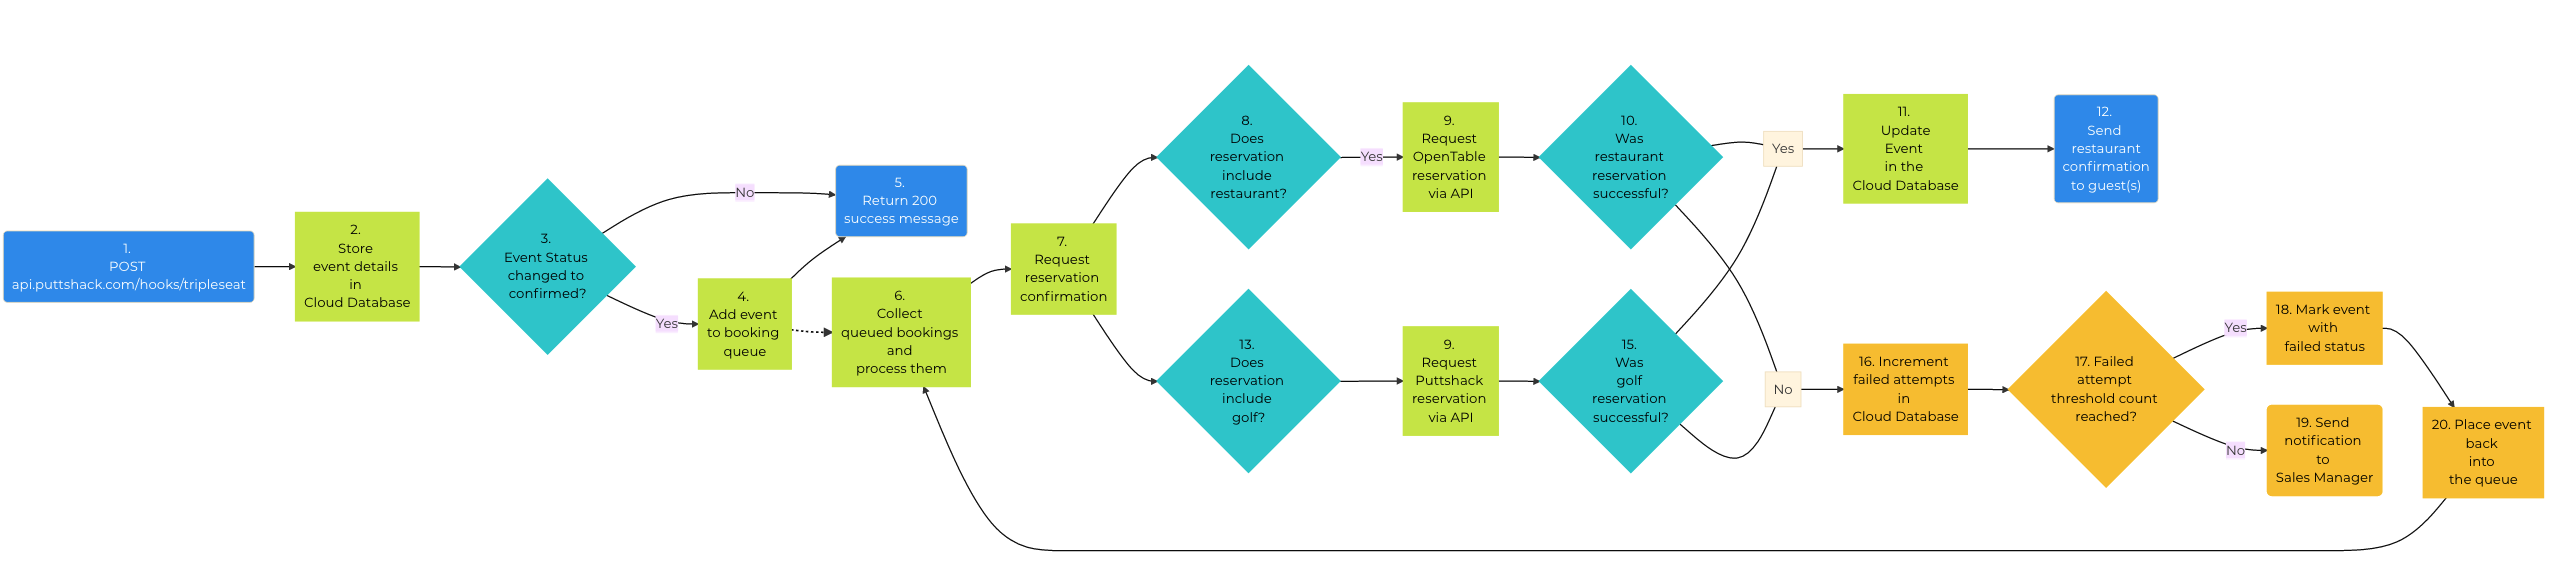 1.
POST
api.puttshack.com/hooks/tripleseat
2.
Store
event details
in
Cloud Database
3.
Event Status
changed to
confirmed?
No
Yes
4.
Add event
to booking
queue
5.
Return 200
success message
6.
Collect
queued bookings
and
process them
7.
Request
reservation
confirmation
8.
Does
reservation
include
restaurant?
Yes
9.
Request
OpenTable
reservation
via API
10.
Was
restaurant
reservation
successful?
Yes
11.
Update
Event
in the
Cloud Database
12.
Send
restaurant
confirmation
to guest(s)
13.
Does
reservation
include
golf?
9.
Request
Puttshack
reservation
via API
15.
Was
golf
reservation
successful?
No
16. Increment
failed attempts
in
Cloud Database
17. Failed
attempt
threshold count
reached?
Yes
18. Mark event
with
failed status
No
19. Send
notification
to
Sales Manager
20. Place event
back
into
the queue